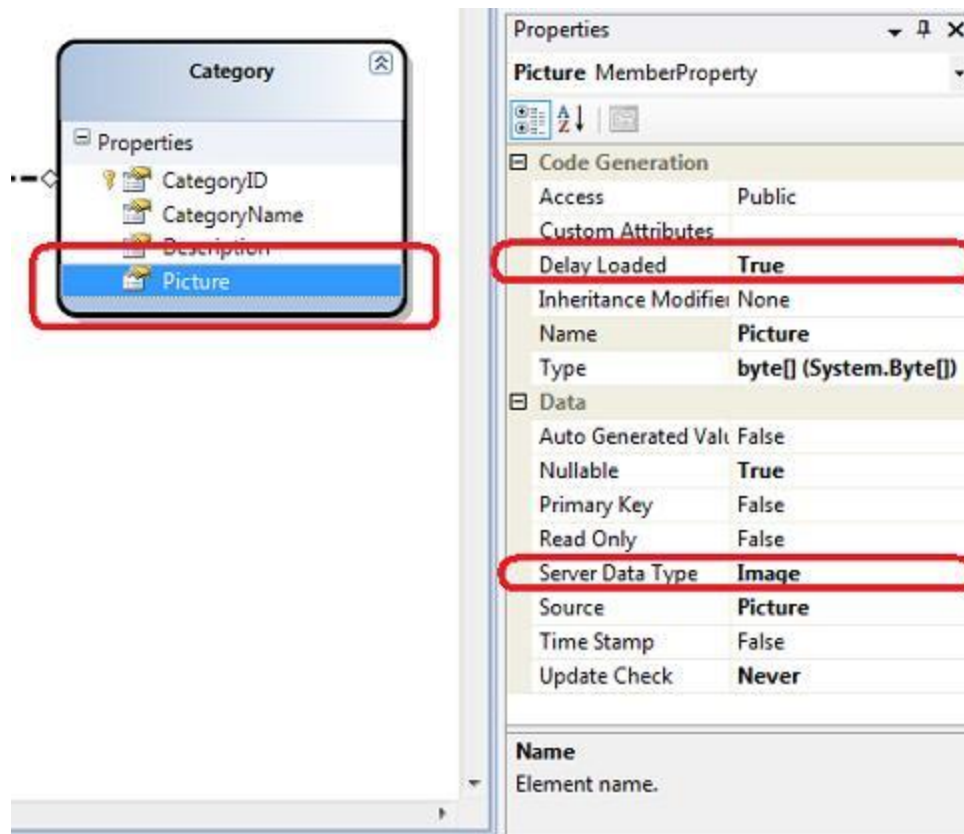 Category
Properties
CategoryID
CategoryName
Description
Picture
Properties
Picture MemberProperty
Code Generation
Access Public
Custom Attributes
Delay Loaded True
Inheritance Modifier None
Name Picture
Type byte[] (System.Byte[])
Data
Auto Generated Valu False
Nullable True
Primary Key False
Read Only False
Server Data Type Image
Source Picture
Time Stamp False
Update Check Never
Name
Element name.